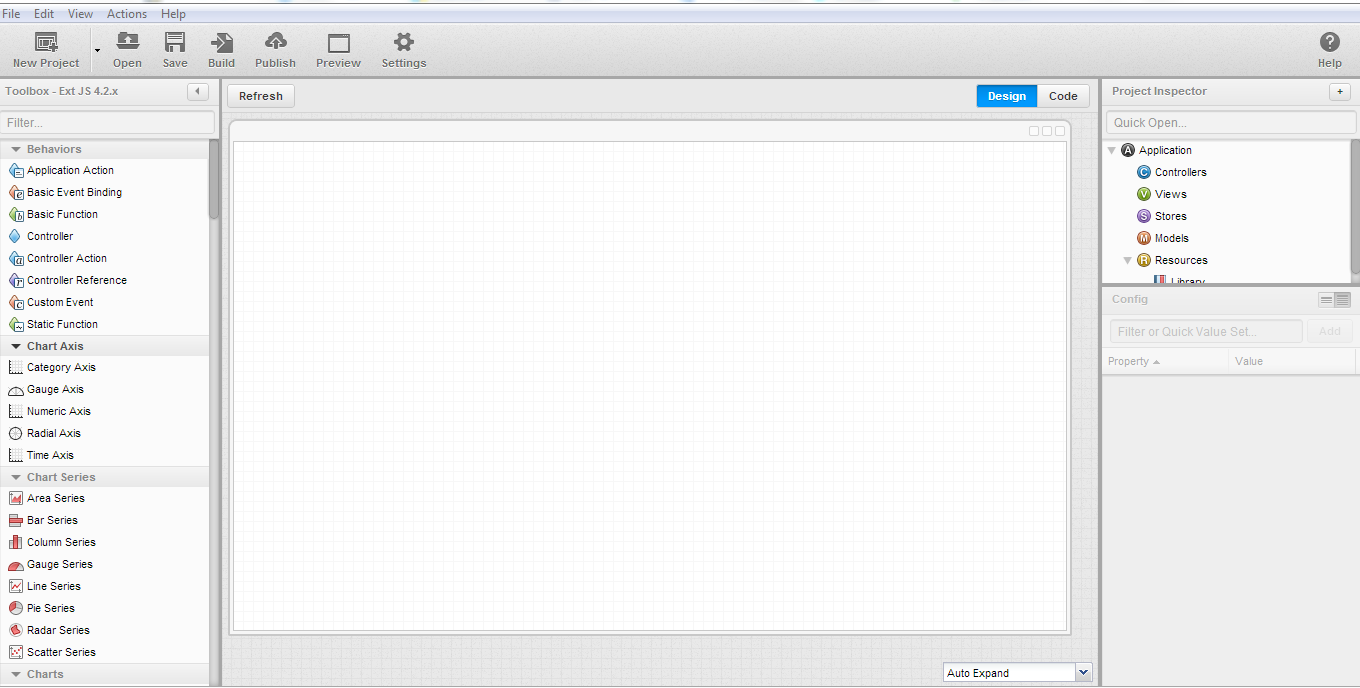 File Edit View Actions Help
New Project Open Save Build Publish Preview Settings Help
Toolbox - Ext JS 4.2.x
Filter...
Behaviors
Application Action
Basic Event Binding
Basic Function
Controller
Controller Action
Controller Reference
Custom Event
Static Function
Chart Axis
Category Axis
Gauge Axis
Numeric Axis
Radial Axis
Time Axis
Chart Series
Area Series
Bar Series
Column Series
Gauge Series
Line Series
Pie Series
Radar Series
Scatter Series
Charts
Refresh Design Code
Auto Expand
Project Inspector +
Quick Open...
A Application
C Controllers
V Views
S Stores
M Models
R Resources
Library
Config
Filter or Quick Value Set... Add
Property Value